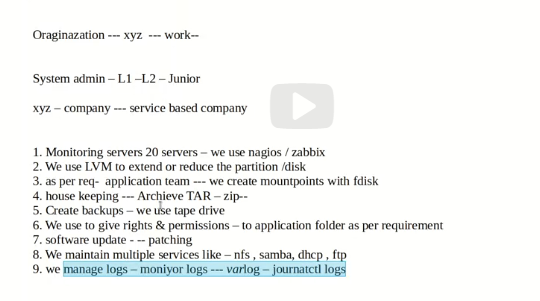 Oraginazation --- xyz --- work--
System admin – L1 –L2 – Junior
xyz – company --- service based company
1. Monitoring servers 20 servers – we use nagios / zabbix
2. We use LVM to extend or reduce the partition /disk
3. as per req- application team --- we create mountpoints with fdisk
4. house keeping --- Archieve TAR – zip--
5. Create backups – we use tape drive
6. We use to give rights & permissions – to application folder as per requirement
7. software update - -- patching
8. We maintain multiple services like – nfs , samba, dhcp , ftp
9. we manage logs – moniyor logs --- varlog – journatctl logs